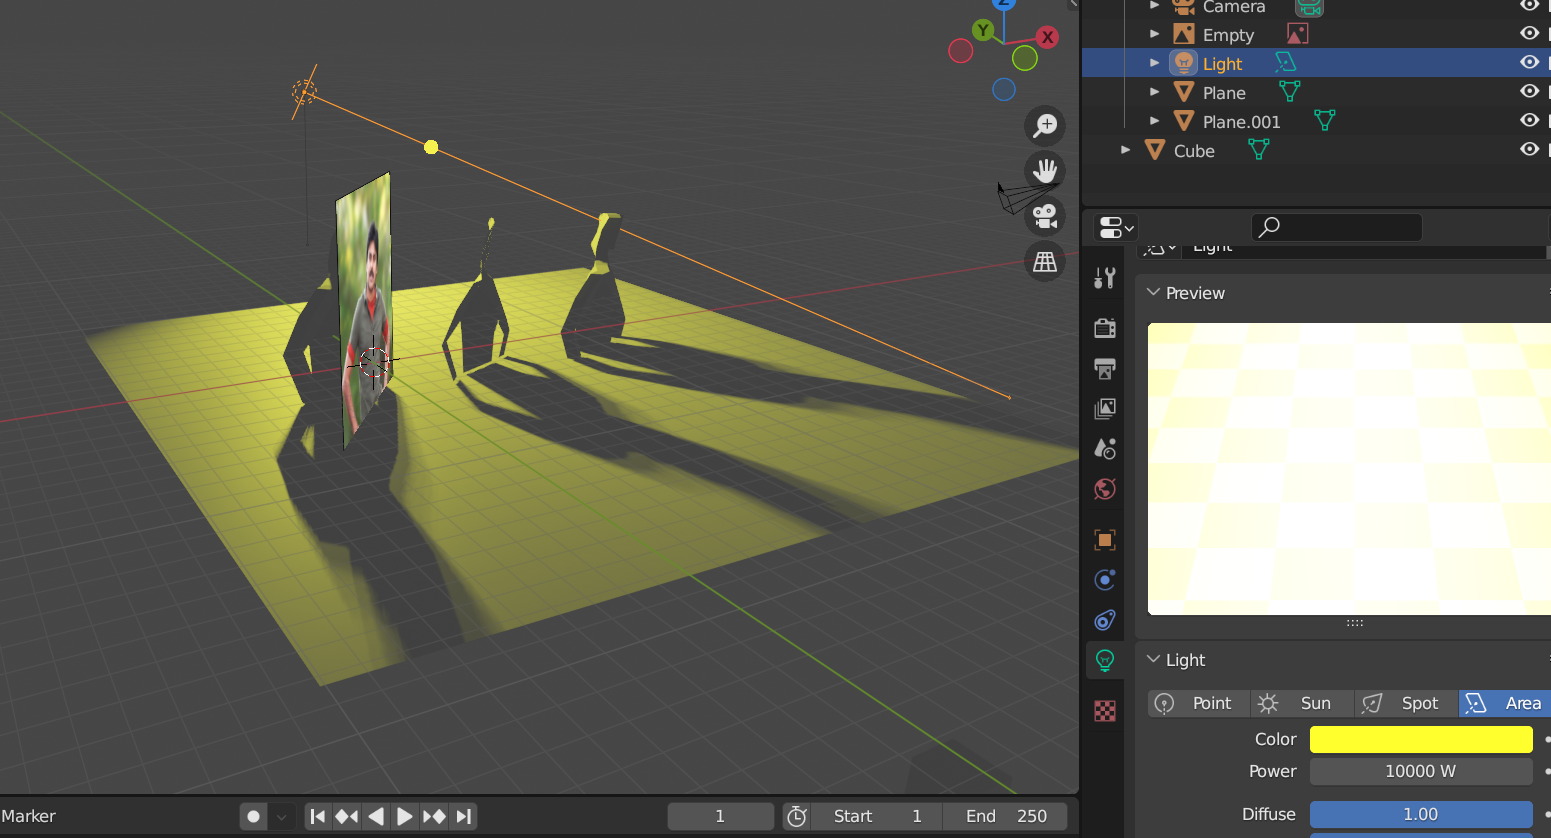 Z
Y
X
Camera
Empty
Light
Plane
Plane.001
Cube
Light
Preview
Light
Point Sun Spot Area
Color
Power 10000 W
Diffuse 1.00
Marker 1 Start 1 End 250